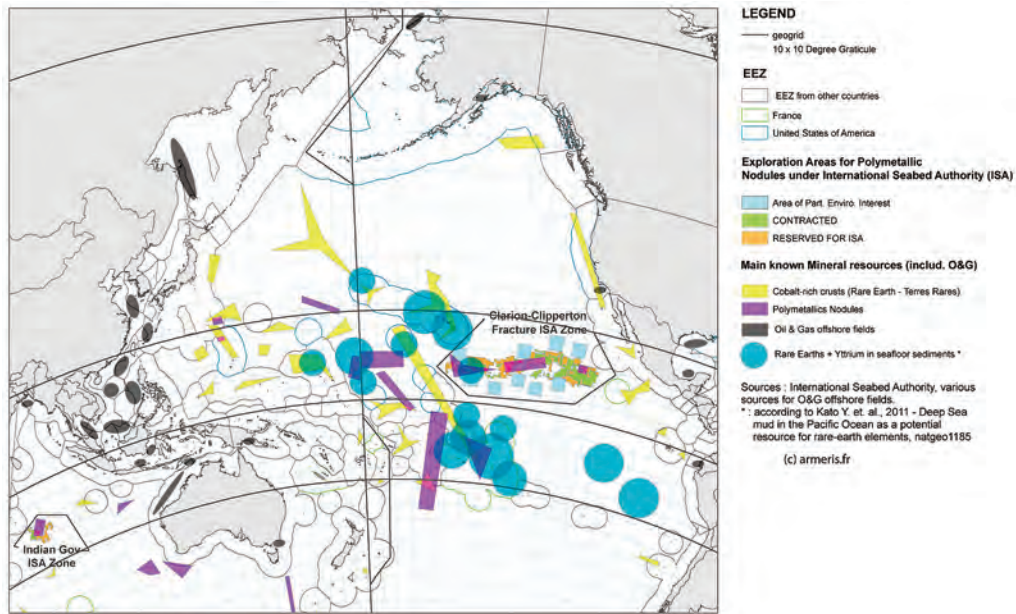 Clarion-Clipperton
Fracture ISA Zone
Indian Gov
ISA Zone
LEGEND
geogrid
10 x 10 Degree Graticule
EEZ
EEZ from other countries
France
United States of America
Exploration Areas for Polymetallic
Nodules under International Seabed Authority (ISA)
Area of Part. Enviro. Interest
CONTRACTED
RESERVED FOR ISA
Main known Mineral resources (includ. O&G)
Cobalt-rich crusts (Rare Earth - Terres Rares)
Polymetallics Nodules
Oil & Gas offshore fields
Rare Earths + Yttrium in seafloor sediments *
Sources : International Seabed Authority, various
sources for O&G offshore fields.
* : according to Kato Y. et. al., 2011 - Deep Sea
mud in the Pacific Ocean as a potential
resource for rare-earth elements, natgeo1185
(c) armeris.fr